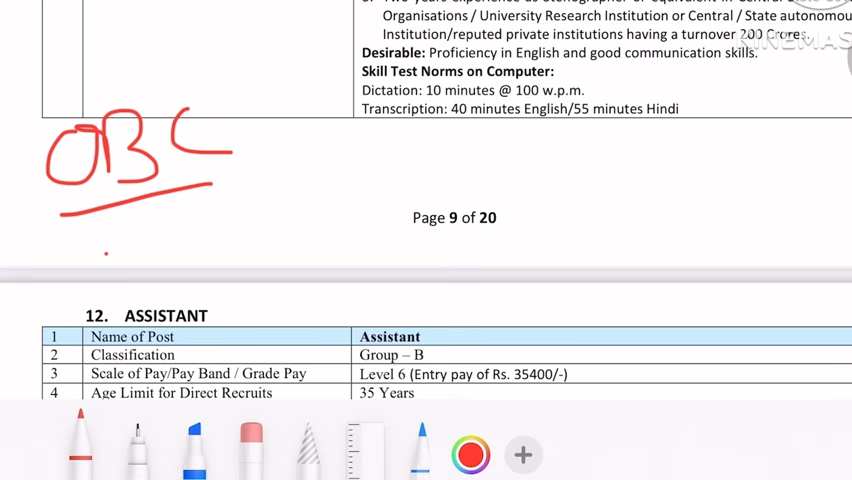 Organisations / University Research Institution or Central / State autonomou
Institution/reputed private institutions having a turnover 200 Crores.
KINEMAS
Desirable: Proficiency in English and good communication skills.
Skill Test Norms on Computer:
Dictation: 10 minutes @ 100 w.p.m.
Transcription: 40 minutes English/55 minutes Hindi
OBC
Page 9 of 20
12. ASSISTANT
1 Name of Post Assistant
2 Classification Group – B
3 Scale of Pay/Pay Band / Grade Pay Level 6 (Entry pay of Rs. 35400/-)
4 Age Limit for Direct Recruits 35 Years